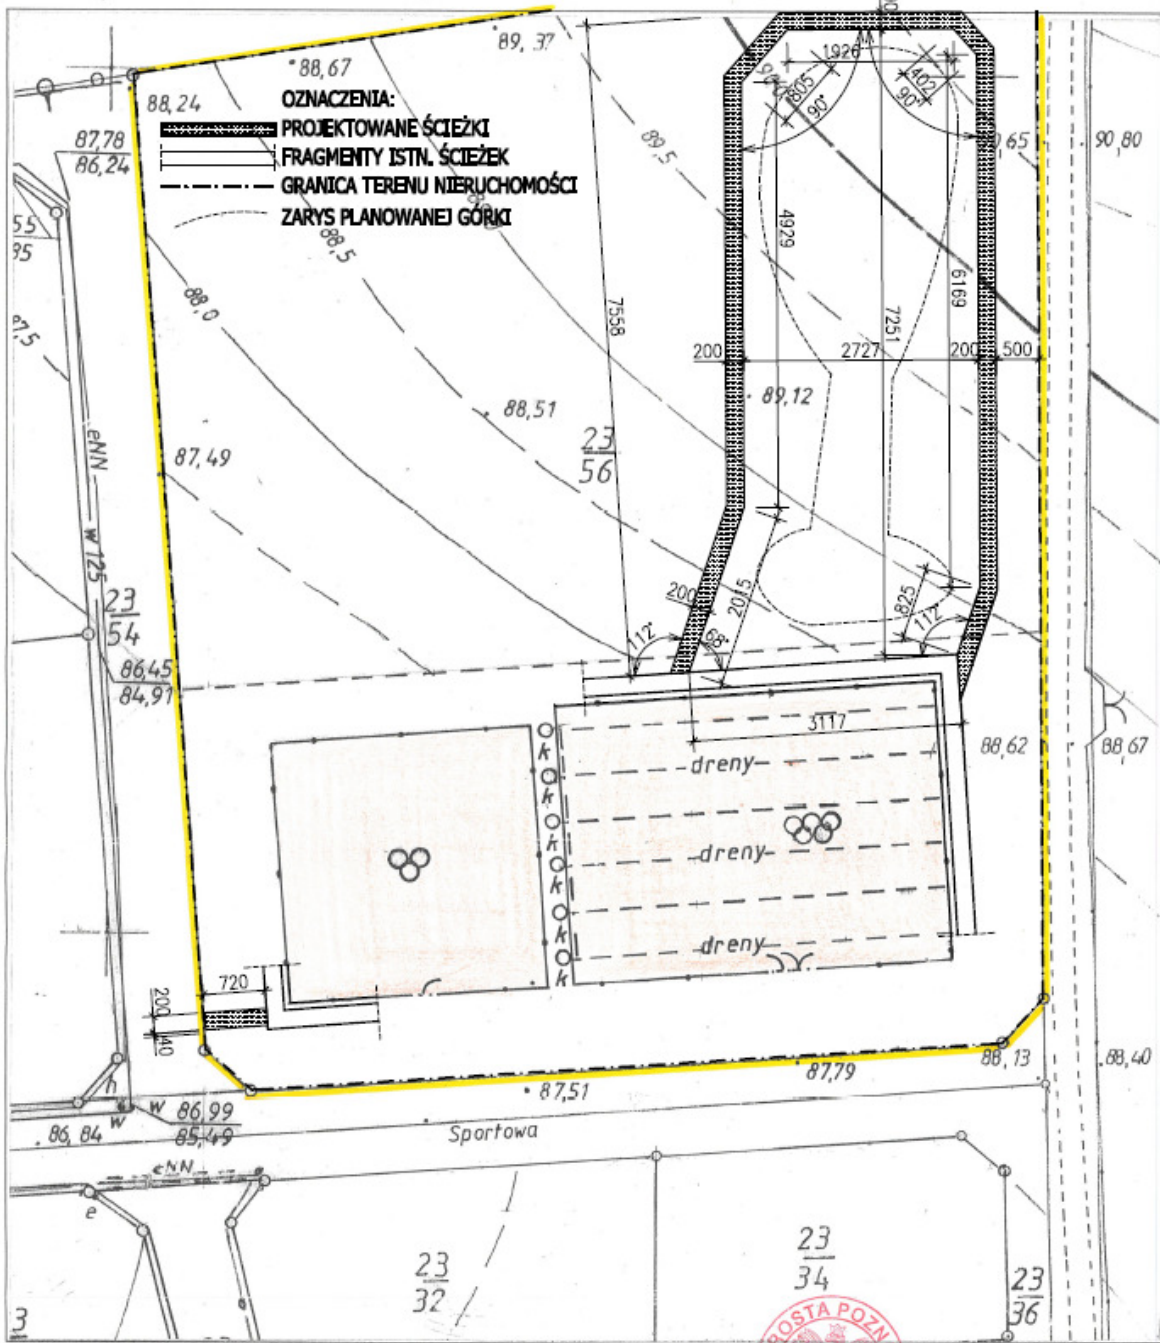 89,37
88,67
88,24
OZNACZENIA:
PROJEKTOWANE ŚCIEŻKI
FRAGMENTY ISTN. ŚCIEŻEK
GRANICA TERENU NIERUCHOMOŚCI
ZARYS PLANOWANEJ GÓRKI
87,78
86,24
1926
805
402
90°
90°
89,5
90,80
88,5
88,0
87,5
4929
6169
7558
7251
200
2727
200
500
89,12
88,51
87,49
23
56
eNN
w 125
23
54
86,45
84,91
200
2015
825
112°
68°
112°
3117
88,62
88,67
dreny
dreny
dreny
k
k
k
k
k
k
720
200
40
88,13
88,40
87,79
87,51
h
w
w
86,99
85,49
86,84
Sportowa
eNN
e
23
32
23
34
23
36
3